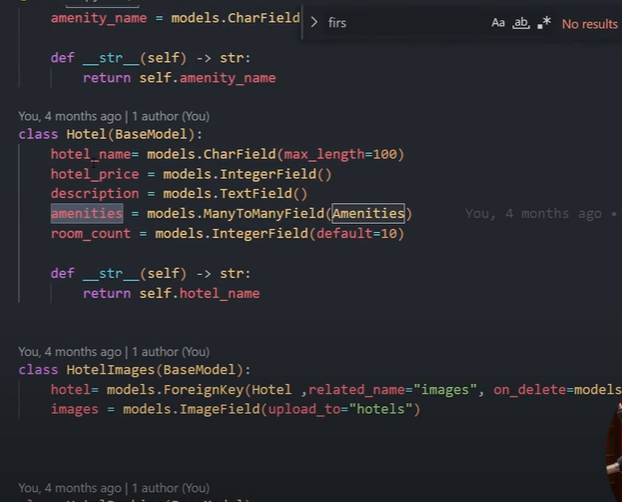 amenity_name = models.CharField
> firs Aa ab .* No results
def __str__(self) -> str:
return self.amenity_name
You, 4 months ago | 1 author (You)
class Hotel(BaseModel):
hotel_name= models.CharField(max_length=100)
hotel_price = models.IntegerField()
description = models.TextField()
amenities = models.ManyToManyField(Amenities) You, 4 months ago •
room_count = models.IntegerField(default=10)
def __str__(self) -> str:
return self.hotel_name
You, 4 months ago | 1 author (You)
class HotelImages(BaseModel):
hotel= models.ForeignKey(Hotel ,related_name="images", on_delete=models
images = models.ImageField(upload_to="hotels")
You, 4 months ago | 1 author (You)